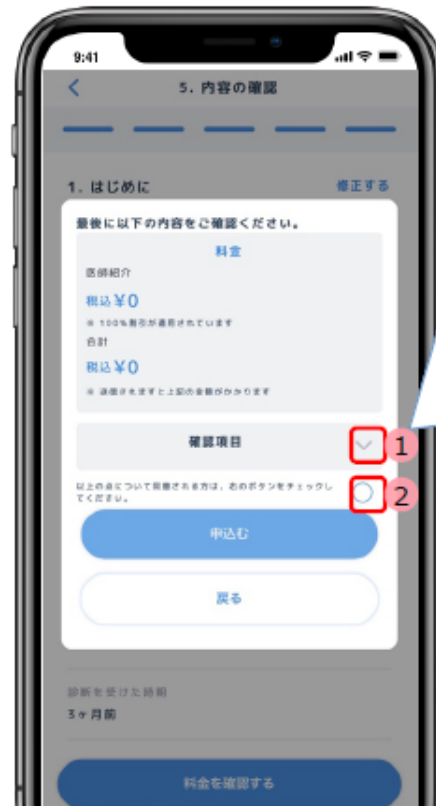 9:41
5. 内容の確認
1. はじめに
修正する
最後に以下の内容をご確認ください。
料金
医師紹介
税込¥0
※ 100%割引が適用されています
合計
税込¥0
※ 送信されますと上記の金額がかかります
確認項目
1
以上の点について同意される方は、右のボタンをチェックし
てください。
2
申込む
戻る
診断を受けた時期
3ヶ月前
料金を確認する